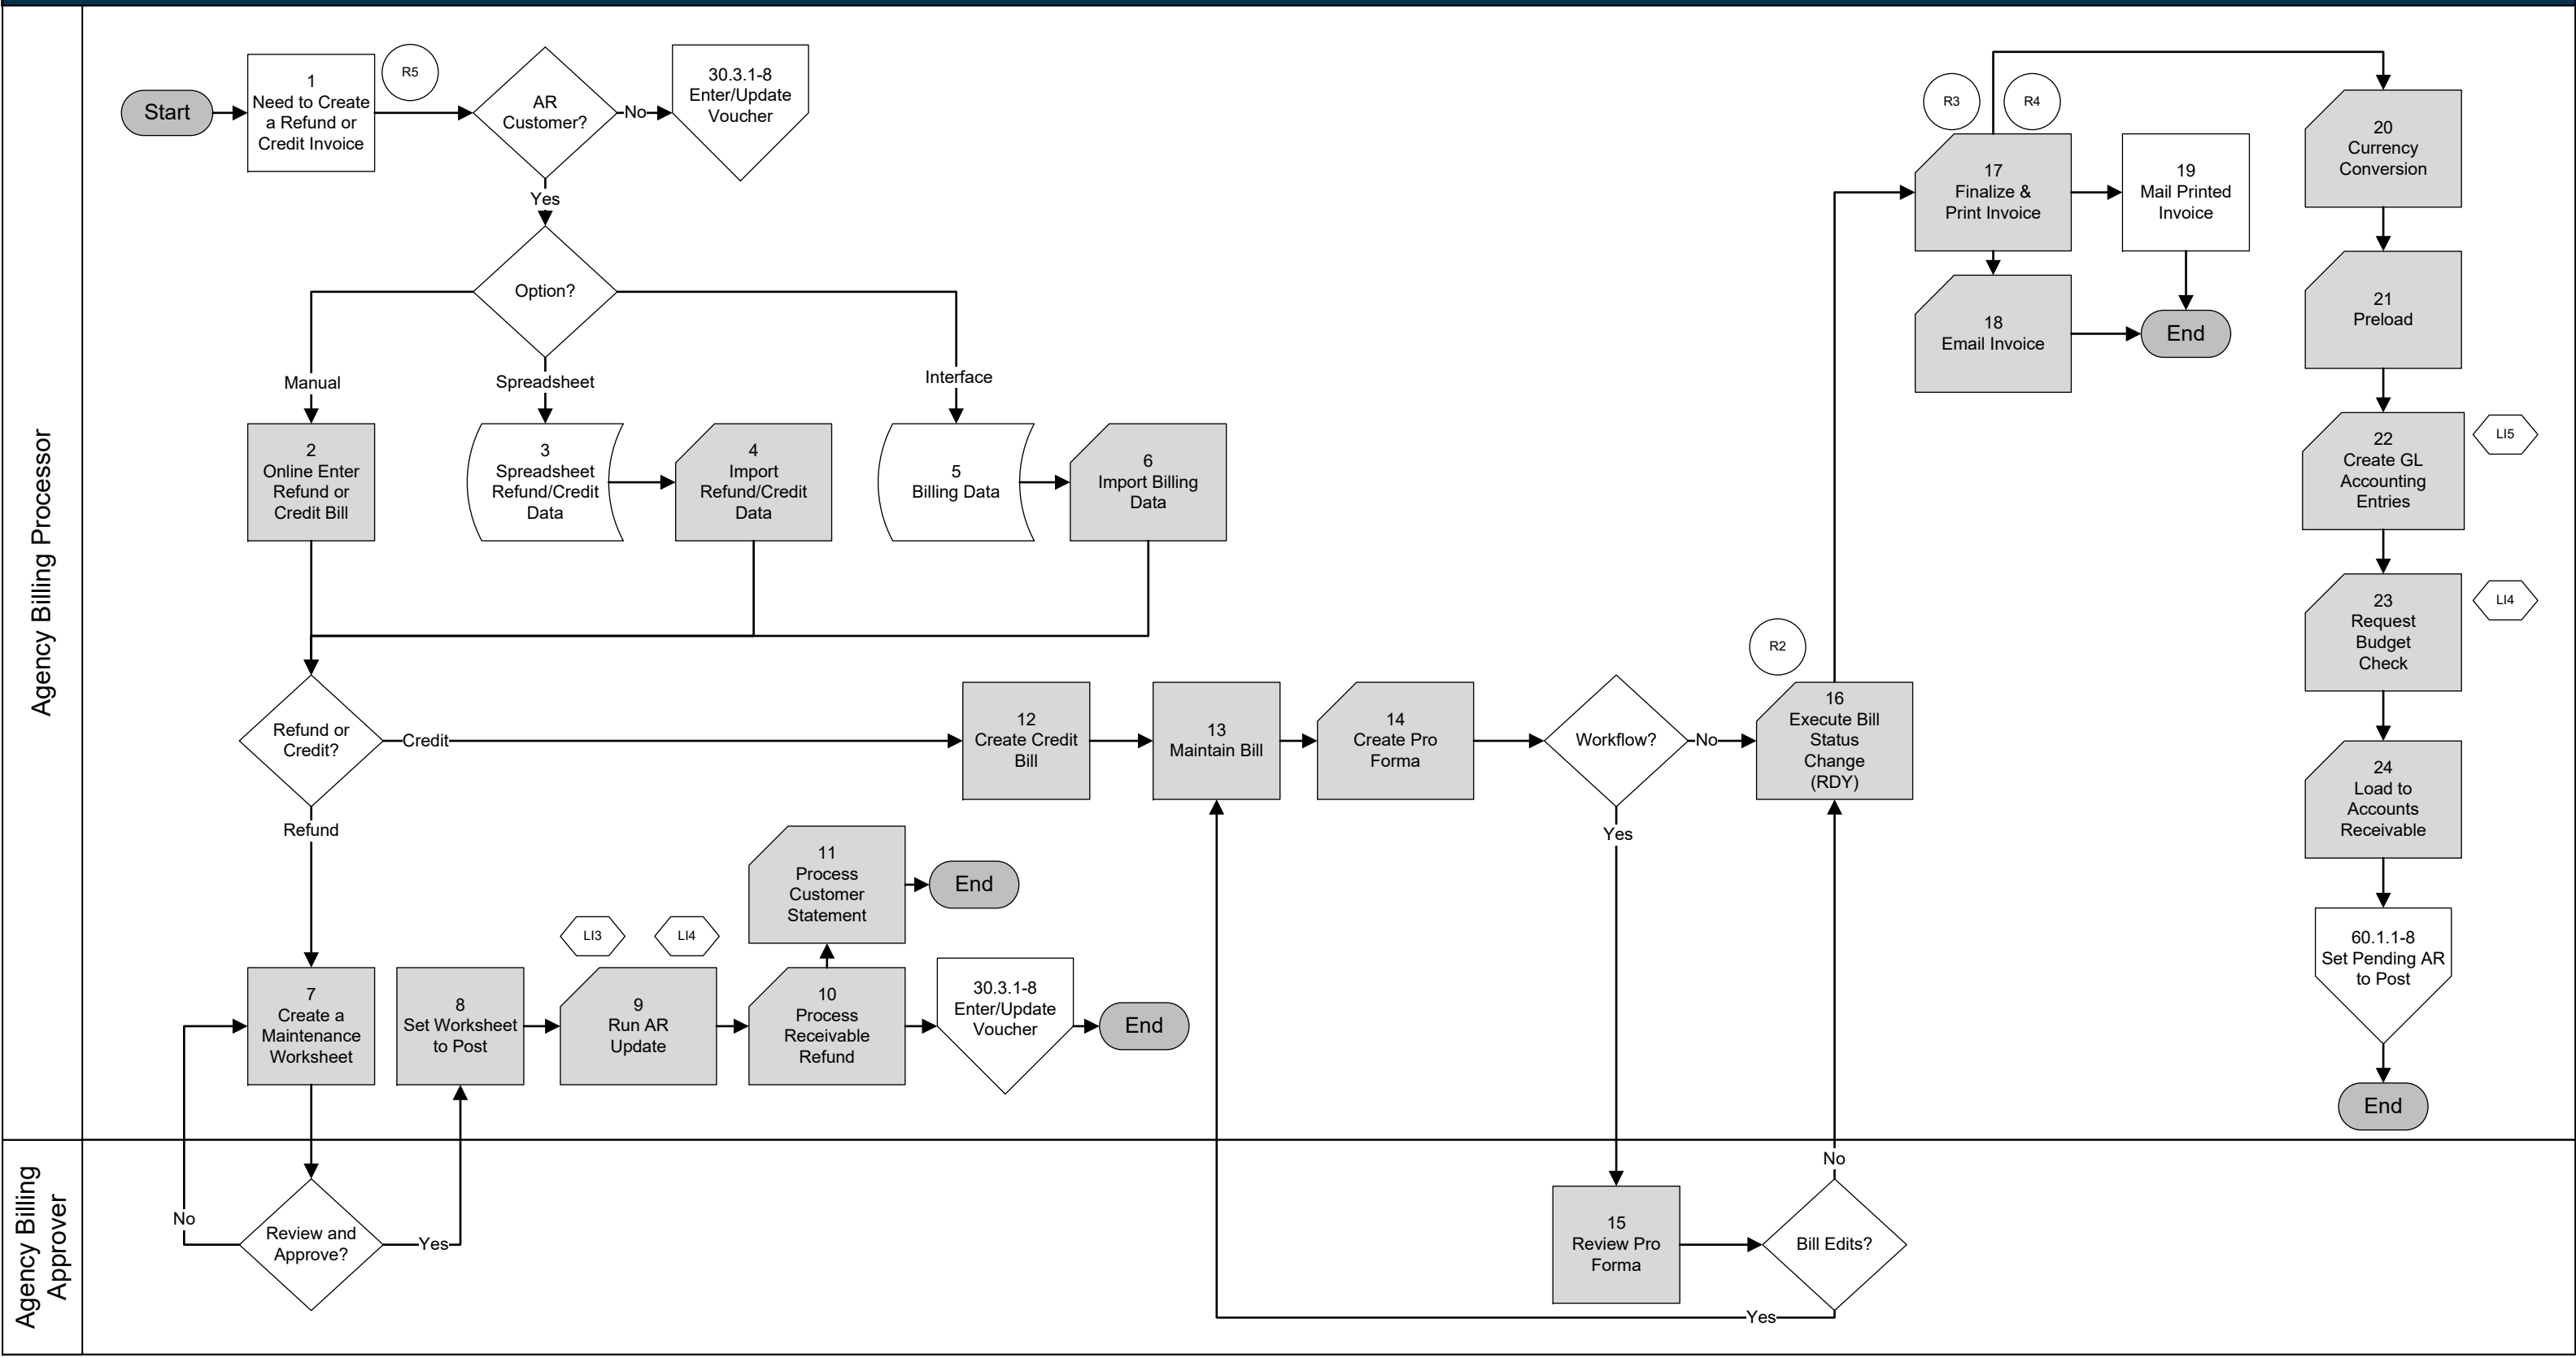 Agency Billing Processor
Start
1
Need to Create
a Refund or
Credit Invoice
R5
AR
Customer?
No
30.3.1-8
Enter/Update
Voucher
Yes
Option?
Manual
Spreadsheet
Interface
2
Online Enter
Refund or
Credit Bill
3
Spreadsheet
Refund/Credit
Data
4
Import
Refund/Credit
Data
5
Billing Data
6
Import Billing
Data
Refund or
Credit?
Credit
Refund
12
Create Credit
Bill
13
Maintain Bill
14
Create Pro
Forma
Workflow?
No
Yes
R2
16
Execute Bill
Status
Change
(RDY)
R3
R4
17
Finalize &
Print Invoice
19
Mail Printed
Invoice
18
Email Invoice
End
20
Currency
Conversion
21
Preload
22
Create GL
Accounting
Entries
LI5
23
Request
Budget
Check
LI4
24
Load to
Accounts
Receivable
60.1.1-8
Set Pending AR
to Post
End
11
Process
Customer
Statement
End
LI3
LI4
7
Create a
Maintenance
Worksheet
8
Set Worksheet
to Post
9
Run AR
Update
10
Process
Receivable
Refund
30.3.1-8
Enter/Update
Voucher
End
Agency Billing
Approver
No
Review and
Approve?
Yes
15
Review Pro
Forma
No
Bill Edits?
Yes